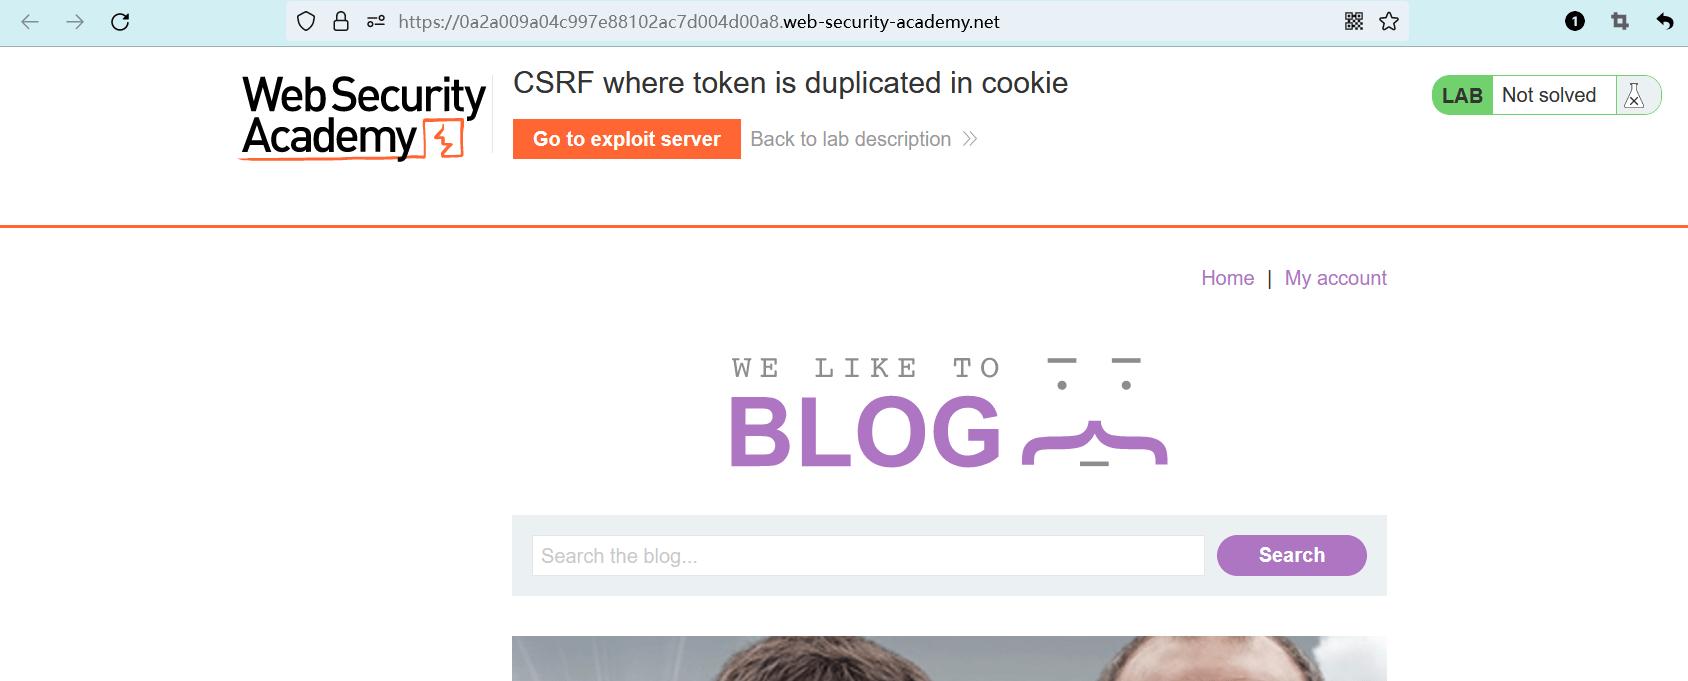 https://0a2a009a04c997e88102ac7d004d00a8.web-security-academy.net
1
Web Security
Academy
CSRF where token is duplicated in cookie
Go to exploit server
Back to lab description
LAB
Not solved
Home | My account
WE LIKE TO
BLOG
Search the blog...
Search